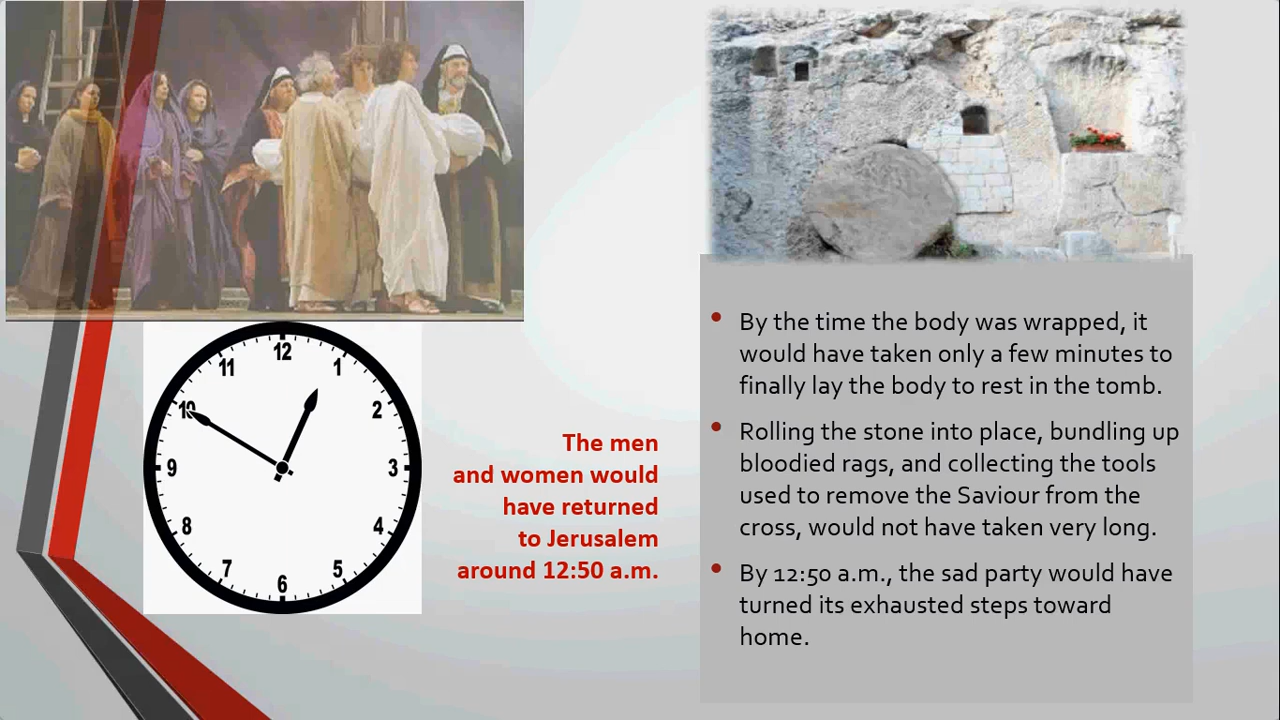 12
11
1
10
2
9
3
8
4
7
5
6
The men
and women would
have returned
to Jerusalem
around 12:50 a.m.
• By the time the body was wrapped, it
would have taken only a few minutes to
finally lay the body to rest in the tomb.
• Rolling the stone into place, bundling up
bloodied rags, and collecting the tools
used to remove the Saviour from the
cross, would not have taken very long.
• By 12:50 a.m., the sad party would have
turned its exhausted steps toward
home.